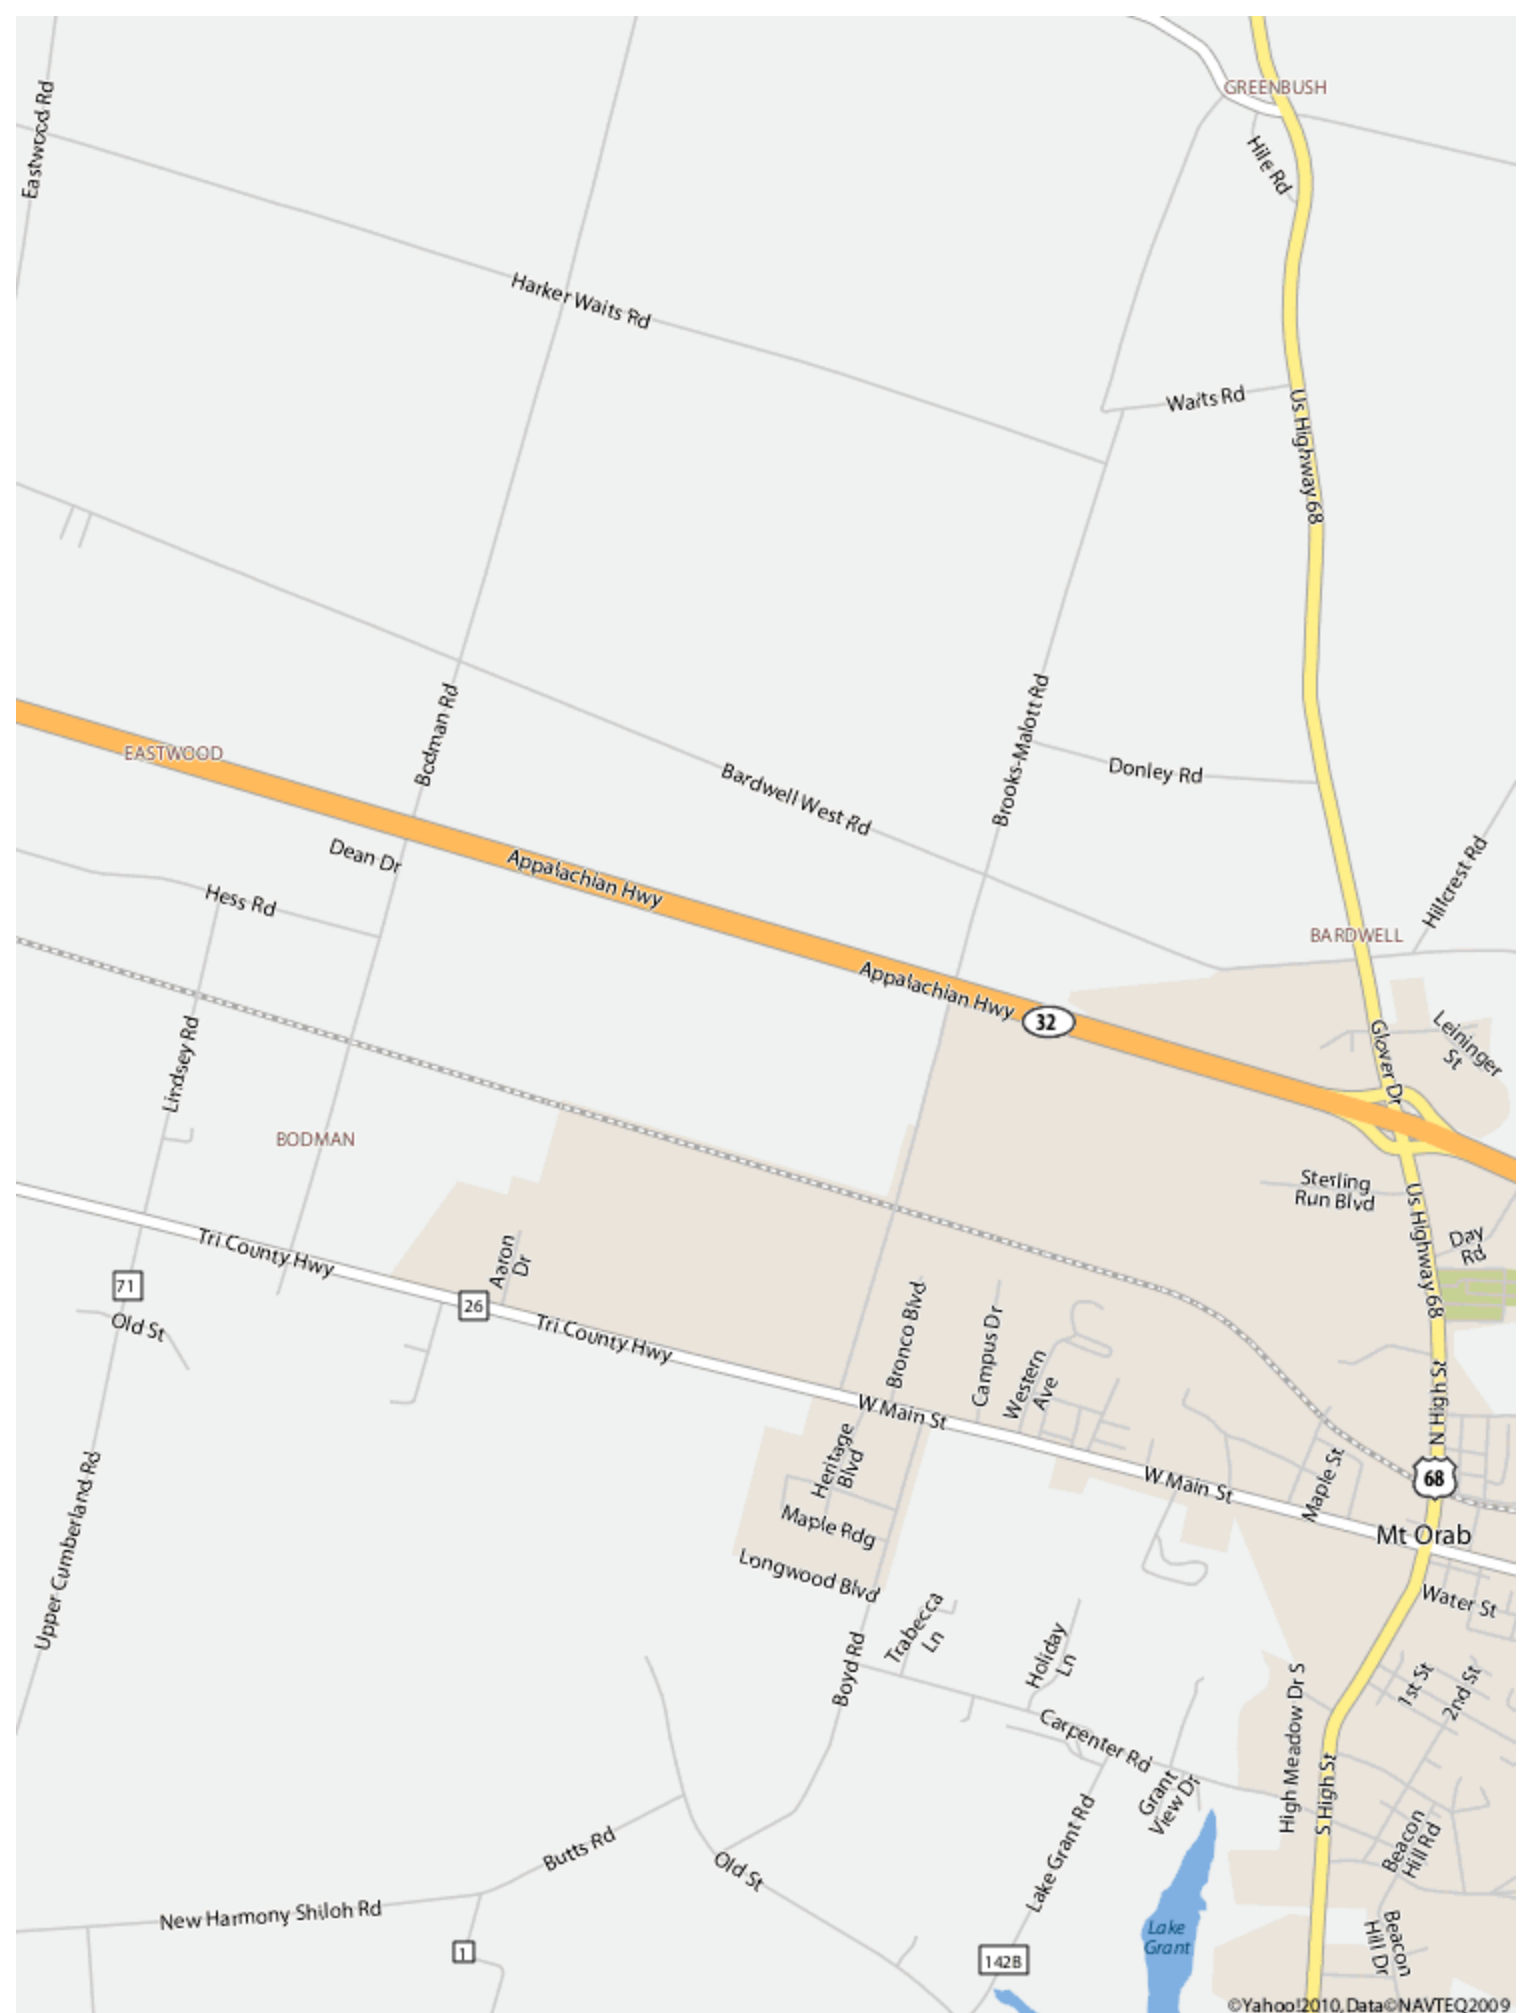 GREENBUSH
Eastwood Rd
Hile Rd
Harker Waits Rd
Waits Rd
Us Highway 68
Bodman Rd
Brooks-Malott Rd
EASTWOOD
Donley Rd
Bardwell West Rd
Dean Dr
Appalachian Hwy
Hillcrest Rd
Hess Rd
BARDWELL
Appalachian Hwy
32
Leininger
St
Glover Dr
Lindsey Rd
BODMAN
Sterling
Run Blvd
Us Highway 68
Day
Rd
Tri County Hwy
Aaron
Dr
71
26
Old St
Tri County Hwy
Bronco Blvd
Campus Dr
Western
Ave
N High St
W Main St
Heritage
Blvd
W Main St
Maple St
68
Mt Orab
Maple Rdg
Longwood Blvd
Upper Cumberland Rd
Water St
Trabecca
Ln
Holiday
Ln
Boyd Rd
1st St
2nd St
High Meadow Dr S
Carpenter Rd
S High St
Grant
View Dr
Lake Grant Rd
Beacon
Hill Rd
Butts Rd
Old St
New Harmony Shiloh Rd
Lake
Grant
Beacon
Hill Dr
1
142B
©Yahoo!2010, Data©NAVTEQ2009